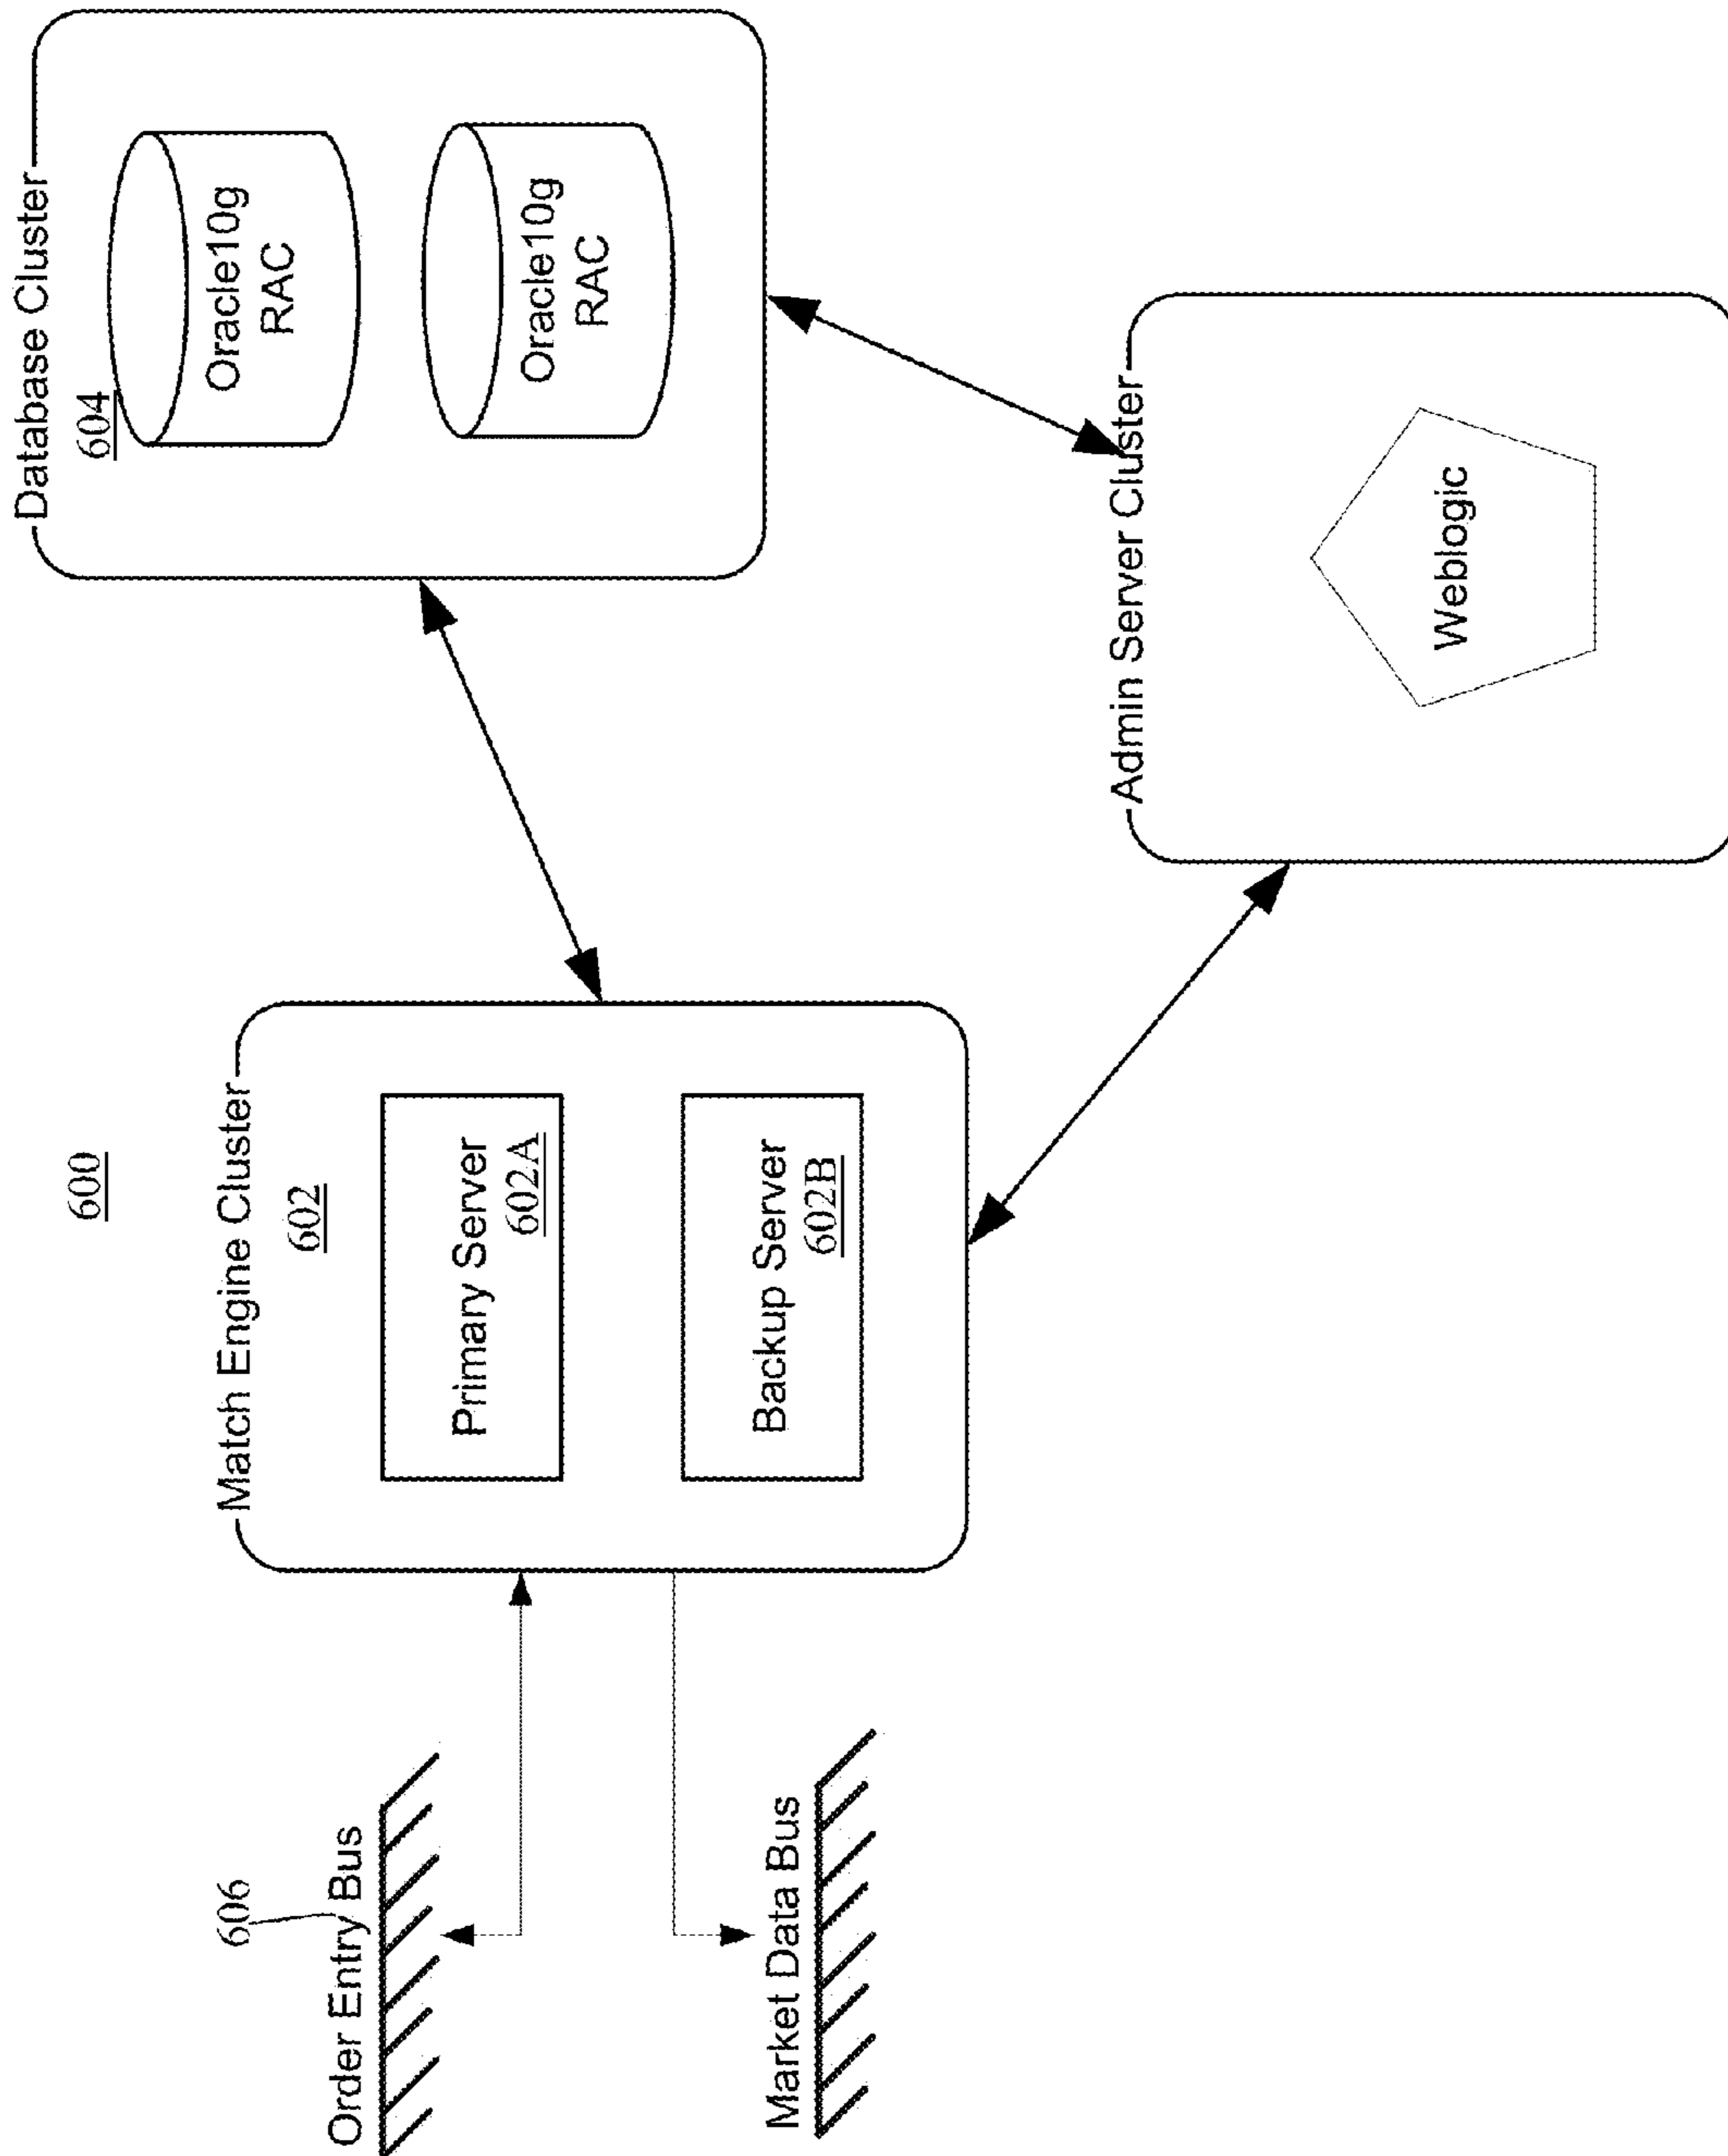 600
Match Engine Cluster
602
Primary Server
602A
Backup Server
602B
Database Cluster
604
Oracle10g
RAC
Oracle10g
RAC
606
Order Entry Bus
Market Data Bus
Admin Server Cluster
Weblogic